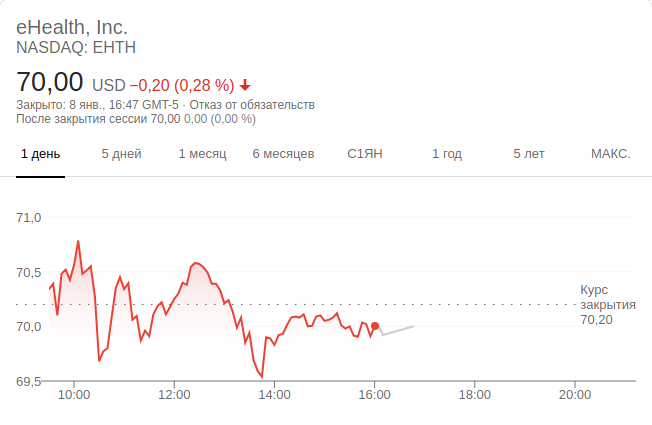 eHealth, Inc.
NASDAQ: EHTH
70,00 USD −0,20 (0,28 %)
Закрыто: 8 янв., 16:47 GMT-5 · Отказ от обязательств
После закрытия сессии 70,00 0,00 (0,00 %)
1 день 5 дней 1 месяц 6 месяцев С1ЯН 1 год 5 лет МАКС.
71,0
70,5
Курс
закрытия
70,20
70,0
69,5
10:00 12:00 14:00 16:00 18:00 20:00